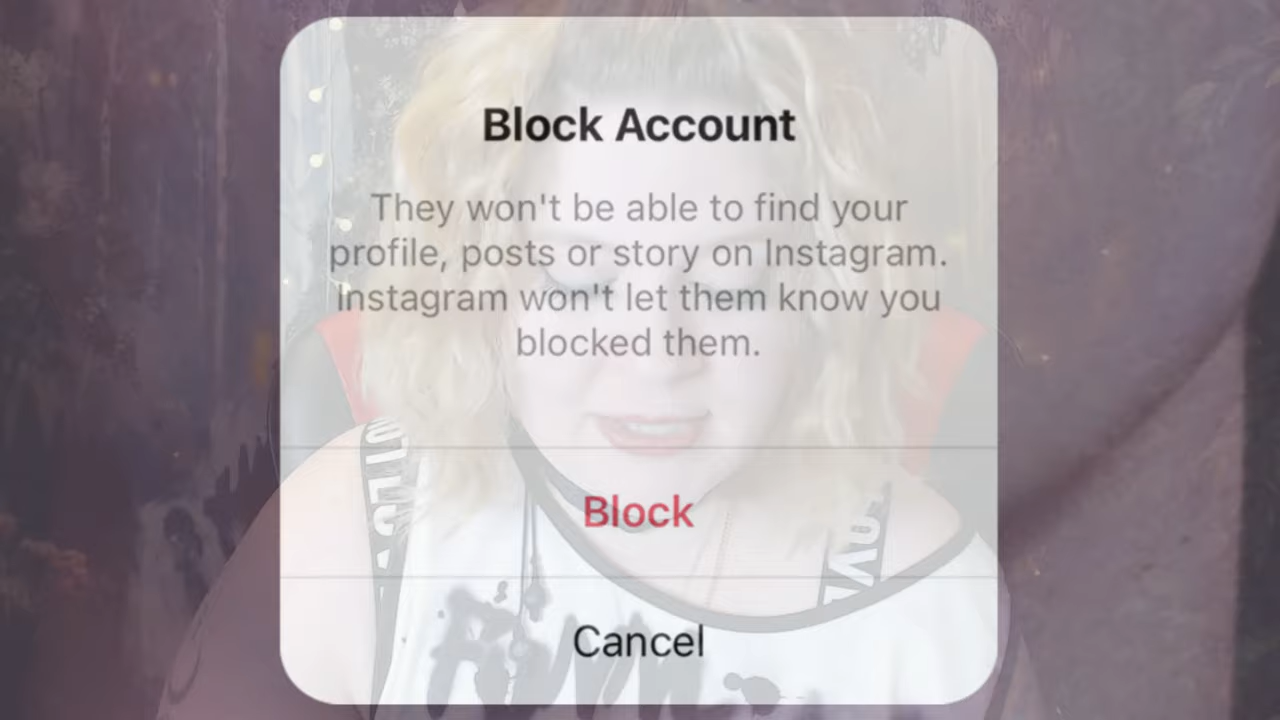 Block Account
They won't be able to find your
profile, posts or story on Instagram.
Instagram won't let them know you
blocked them.
Block
Cancel